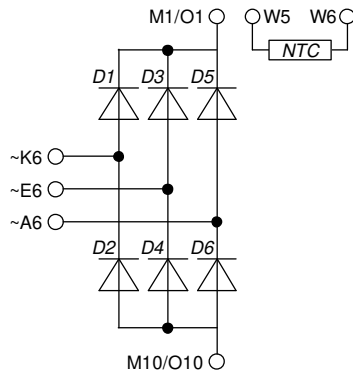 M1/O1 W5 W6
NTC
D1 D3 D5
~K6
~E6
~A6
D2 D4 D6
M10/O10